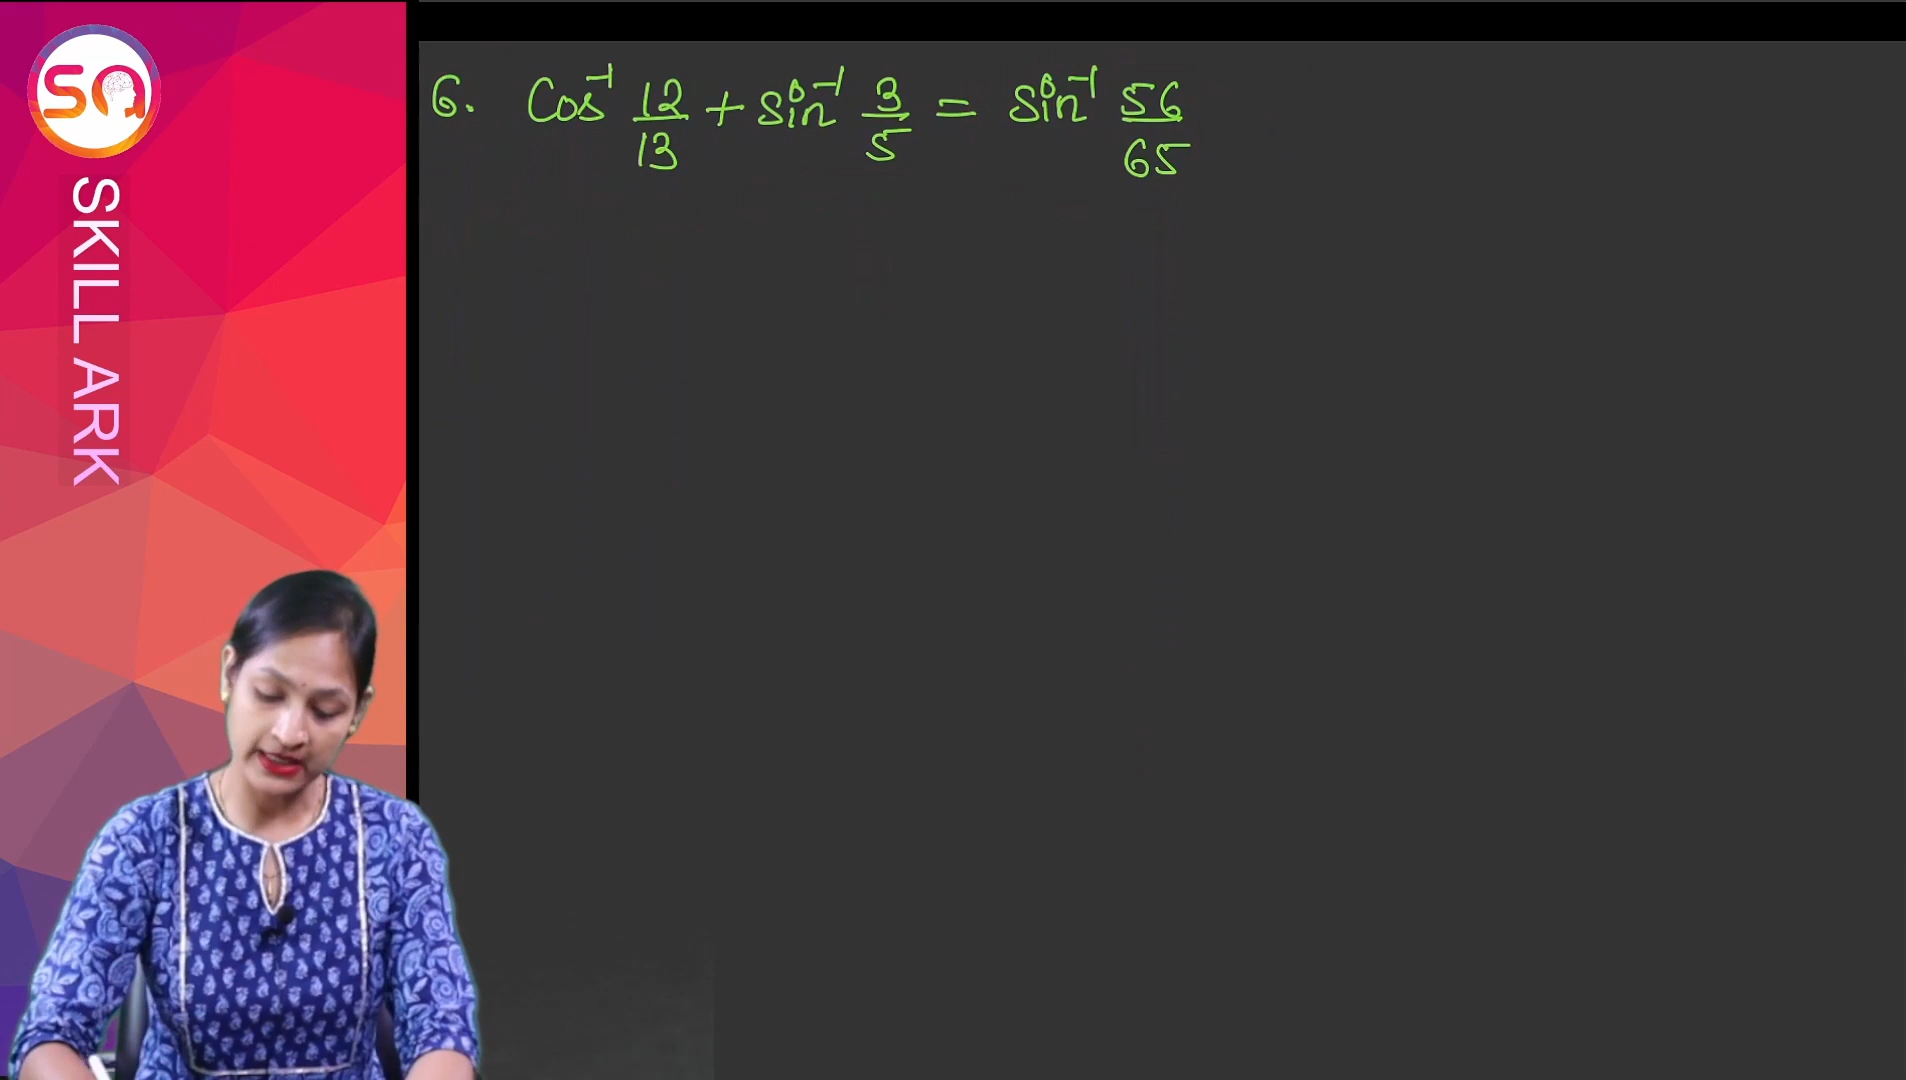 SQ
SKILL ARK
6. Cos⁻¹ 12/13 + sin⁻¹ 3/5 = sin⁻¹ 56/65